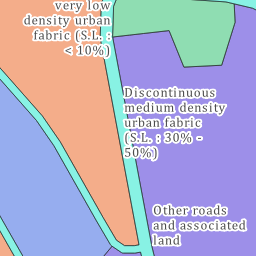 very low
density urban
fabric (S.L. :
< 10%)
Discontinuous
medium density
urban fabric
(S.L. : 30% -
50%)
Other roads
and associated
land